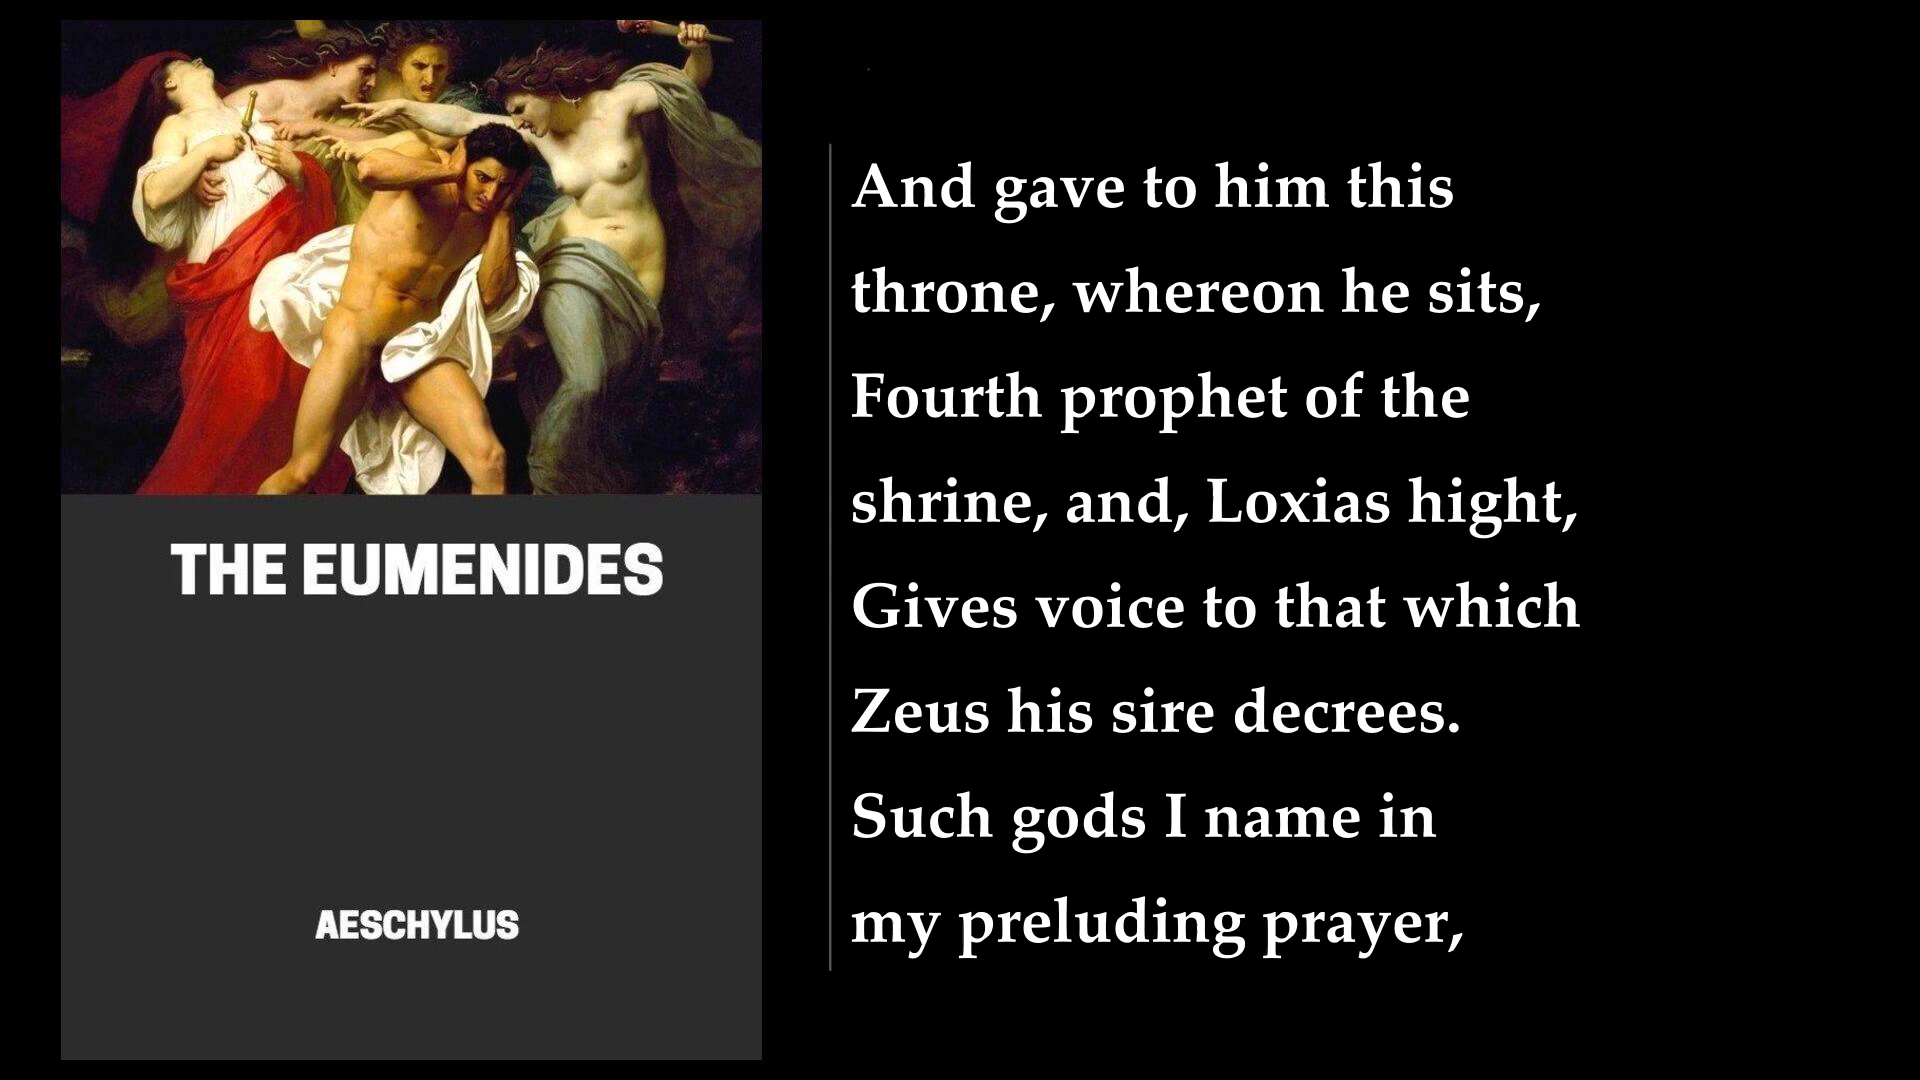 THE EUMENIDES
AESCHYLUS
And gave to him this
throne, whereon he sits,
Fourth prophet of the
shrine, and, Loxias hight,
Gives voice to that which
Zeus his sire decrees.
Such gods I name in
my preluding prayer,